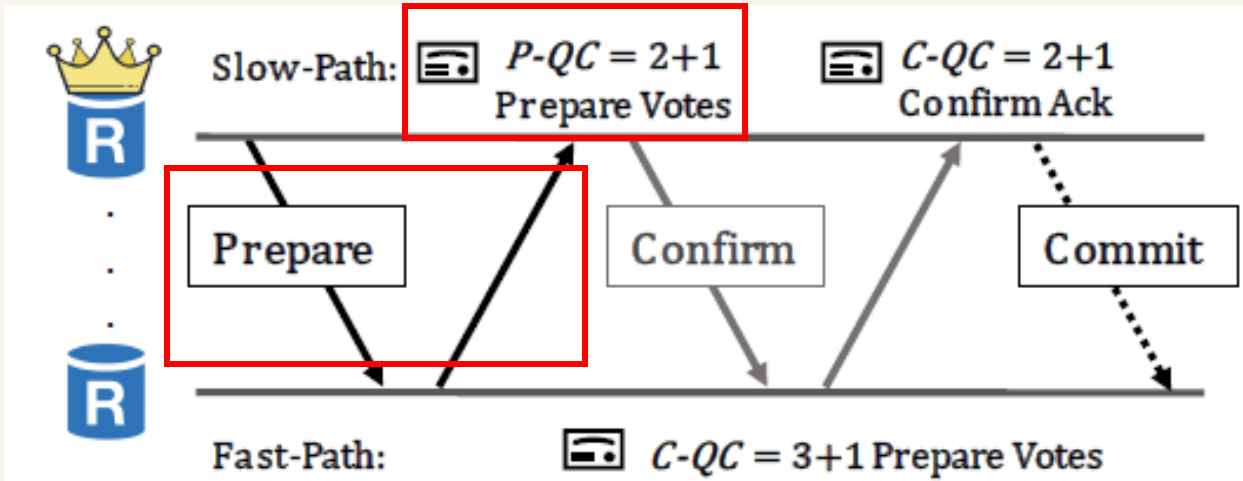 Slow-Path:
P-QC = 2+1
Prepare Votes
C-QC = 2+1
Confirm Ack
R
Prepare
Confirm
Commit
R
Fast-Path:
C-QC = 3+1 Prepare Votes